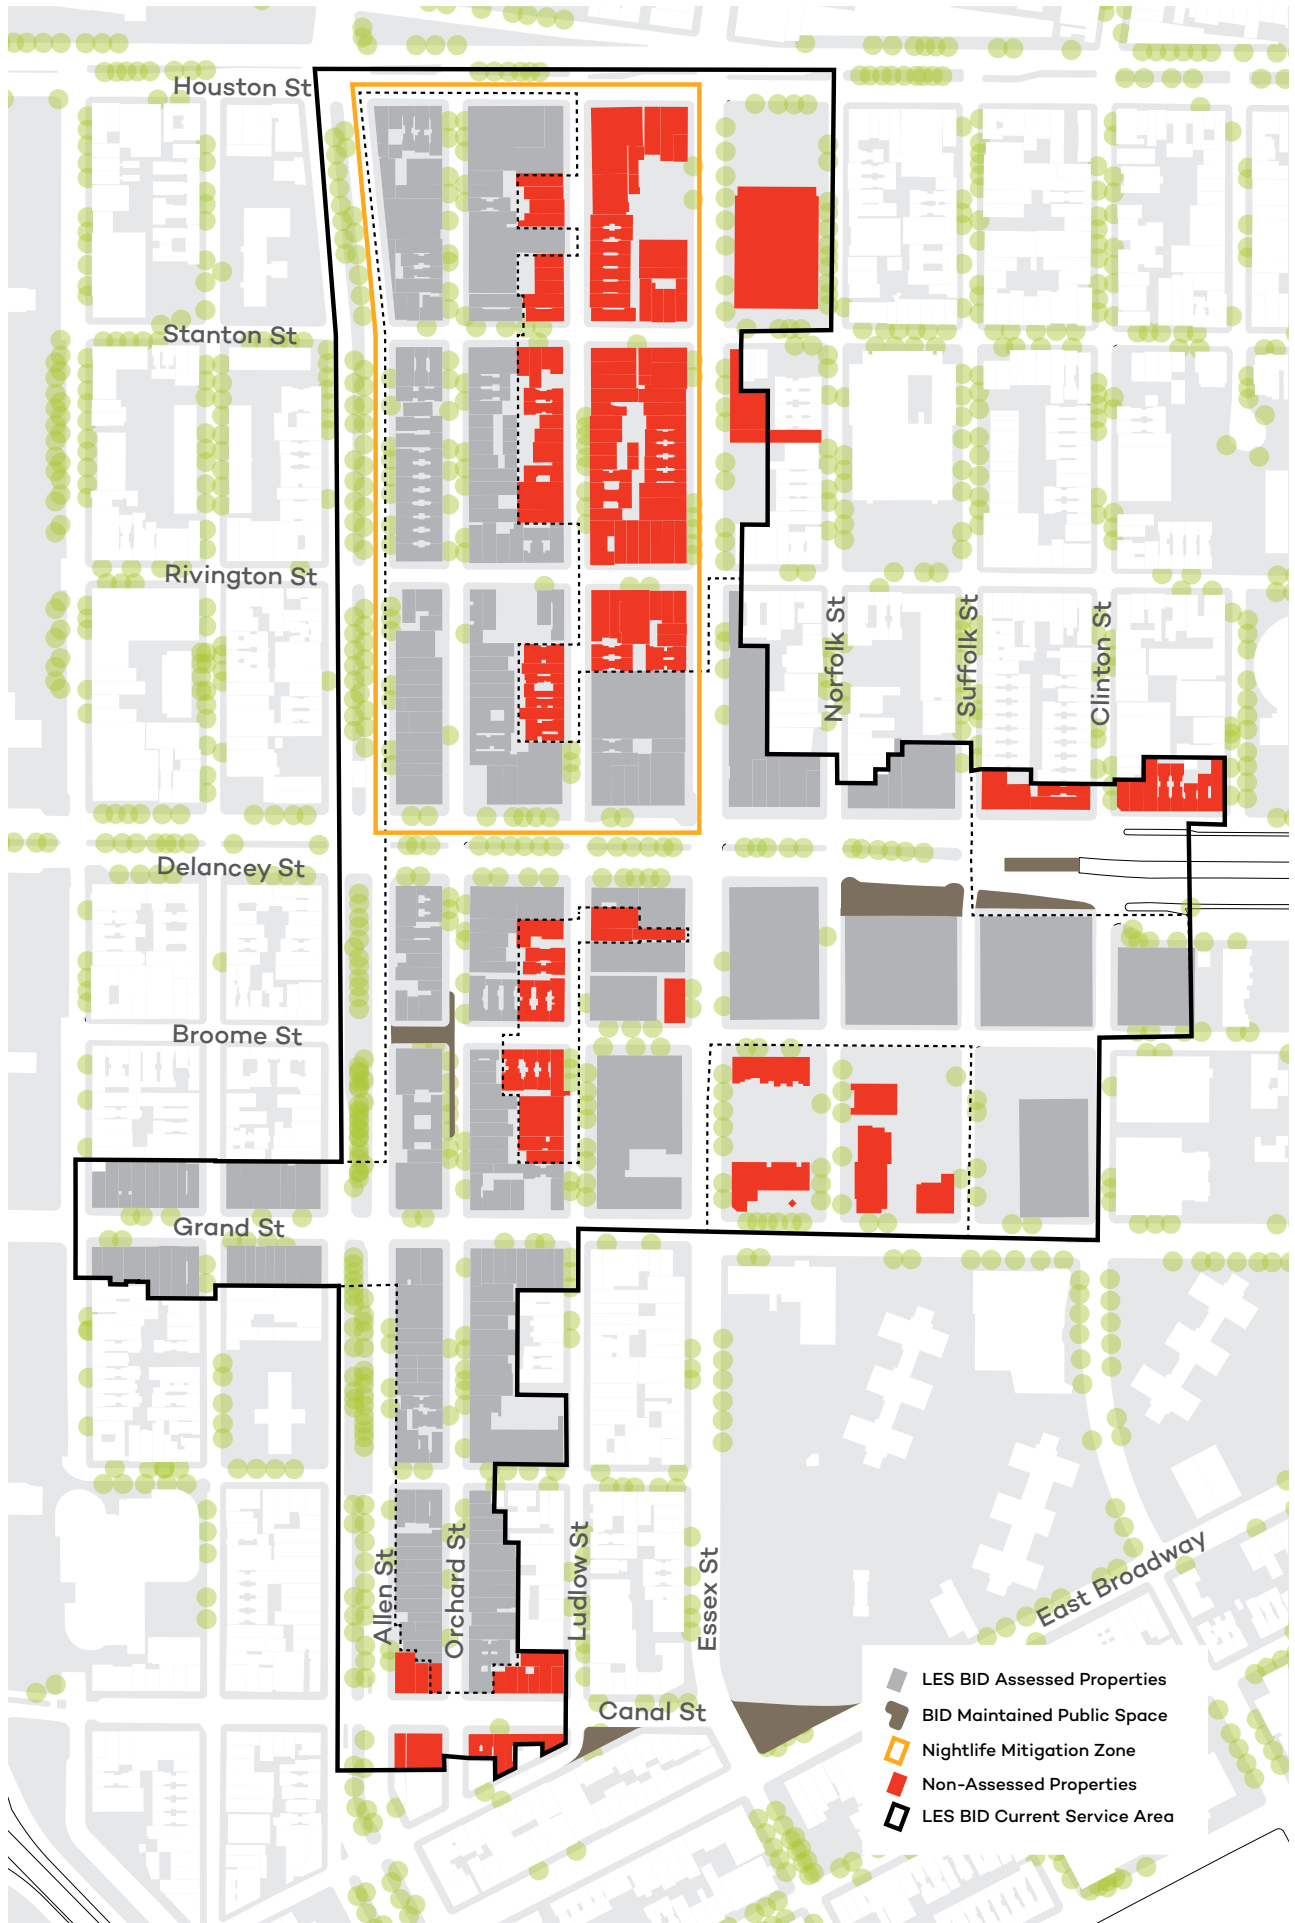 Houston St
Stanton St
Rivington St
Norfolk St
Suffolk St
Clinton St
Delancey St
Broome St
Grand St
Allen St
Orchard St
Ludlow St
Essex St
East Broadway
Canal St
LES BID Assessed Properties
BID Maintained Public Space
Nightlife Mitigation Zone
Non-Assessed Properties
LES BID Current Service Area